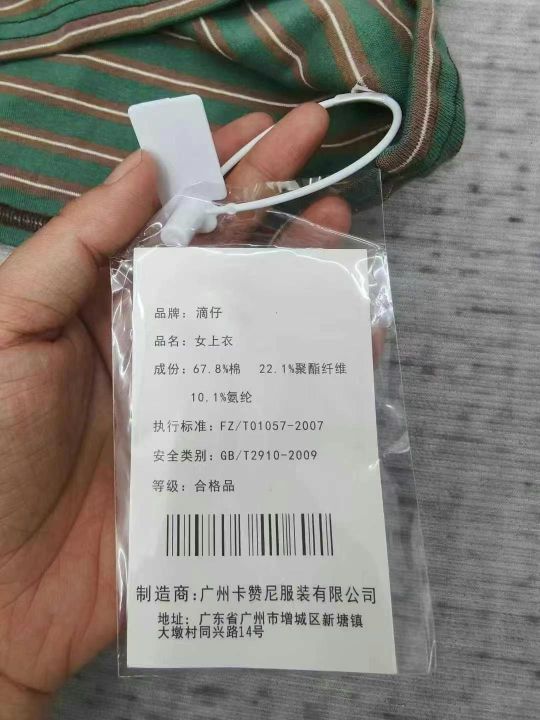 品牌：滴仔
品名：女上衣
成份：67.8%棉 22.1%聚酯纤维
10.1%氨纶
执行标准：FZ/T01057-2007
安全类别：GB/T2910-2009
等级：合格品
制造商:广州卡赞尼服装有限公司
地址：广东省广州市增城区新塘镇
大墩村同兴路14号